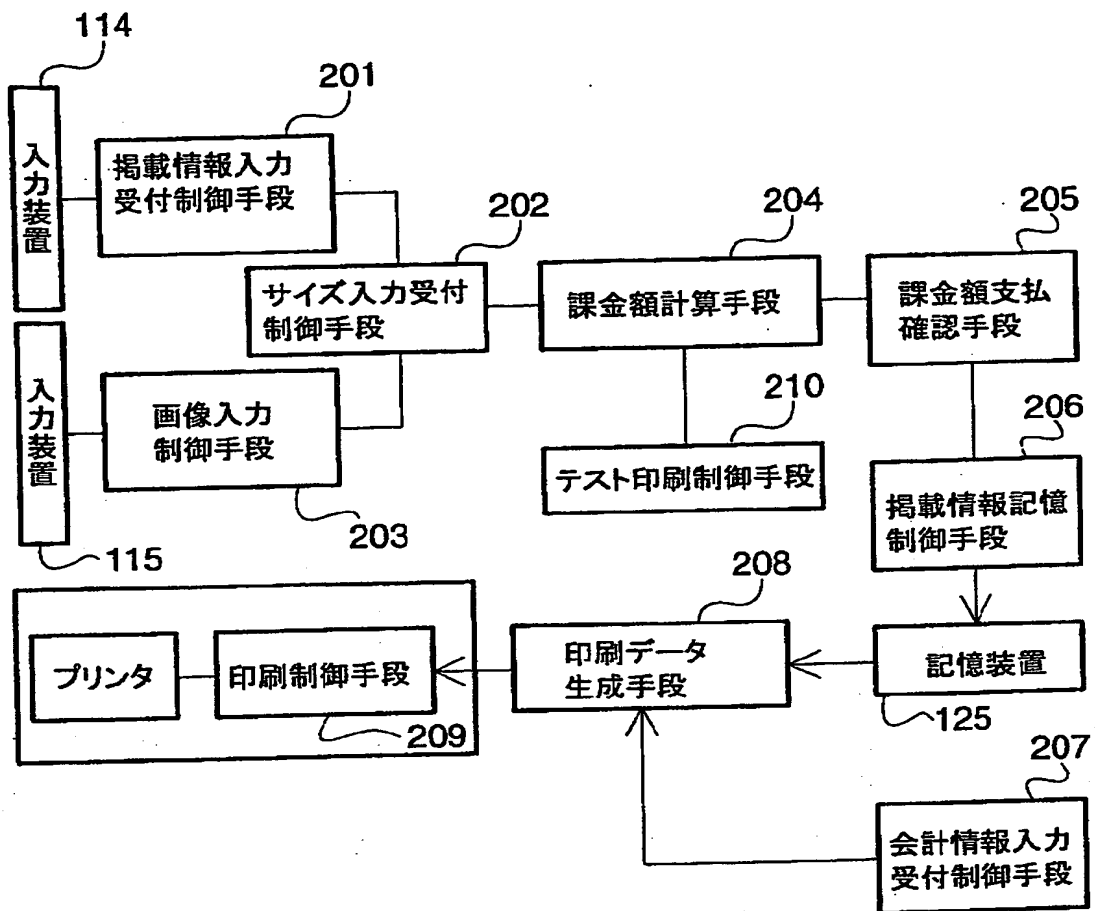 114
入力装置
201
掲載情報入力
受付制御手段
202
サイズ入力受付
制御手段
204
課金額計算手段
205
課金額支払
確認手段
入力装置
115
画像入力
制御手段
203
210
テスト印刷制御手段
206
掲載情報記憶
制御手段
プリンタ
印刷制御手段
209
208
印刷データ
生成手段
記憶装置
125
207
会計情報入力
受付制御手段